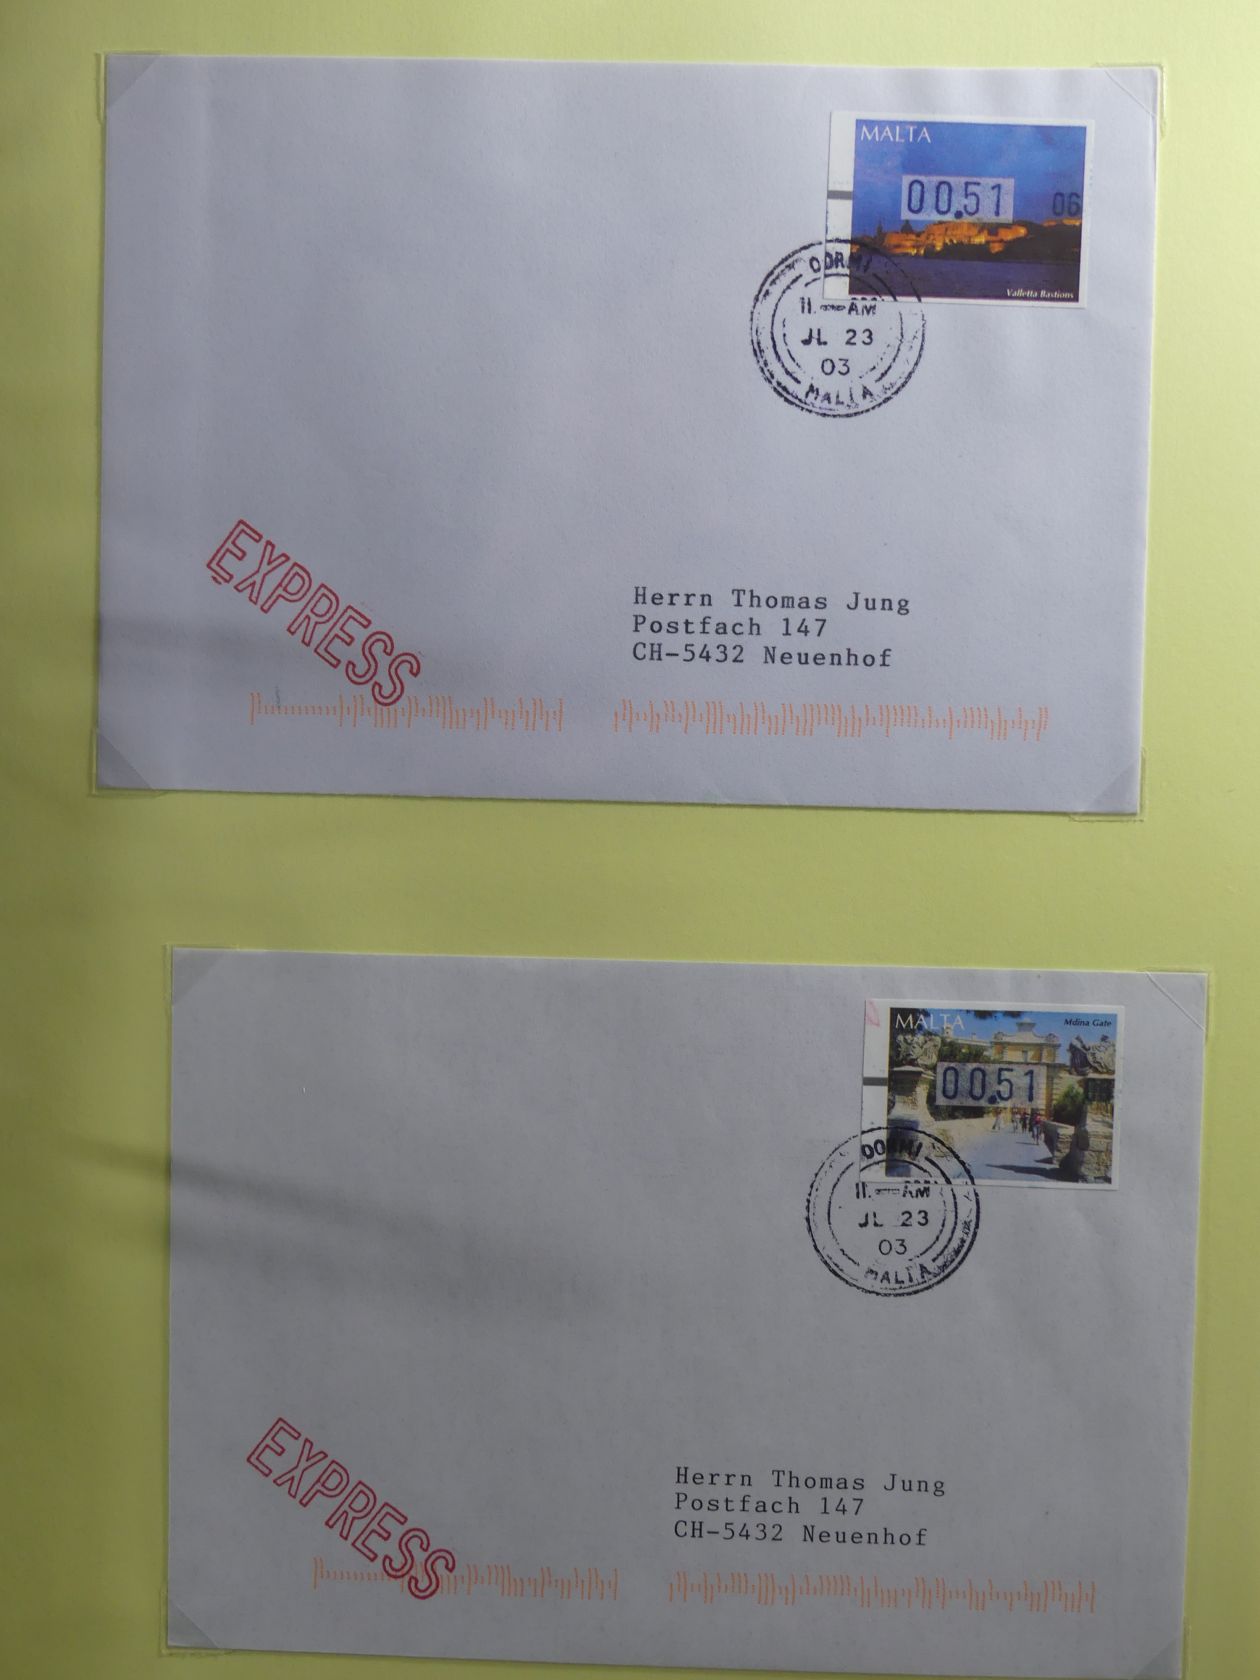 MALTA
00.51
06
Valletta Bastions
II.—AM
JL 23
03
MALTA
EXPRESS
Herrn Thomas Jung
Postfach 147
CH-5432 Neuenhof
MALTA
Mdina Gate
00.51
II.—AM
JL 23
03
MALTA
EXPRESS
Herrn Thomas Jung
Postfach 147
CH-5432 Neuenhof